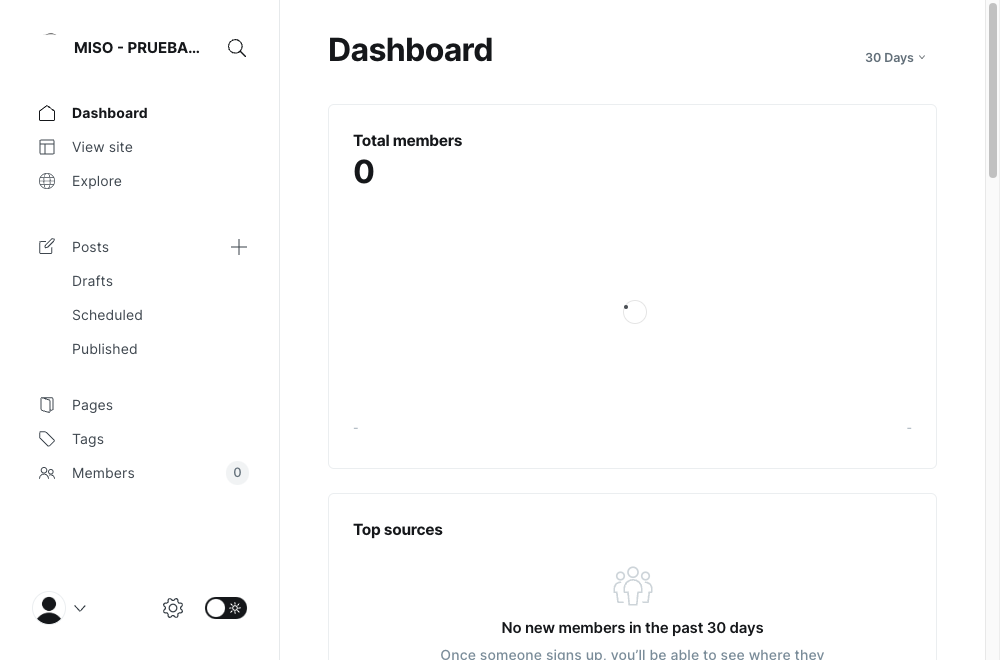 MISO - PRUEBA...
Dashboard
View site
Explore
Posts
Drafts
Scheduled
Published
Pages
Tags
Members
0
Dashboard
30 Days
Total members
0
-
-
Top sources
No new members in the past 30 days
Once someone signs up, you'll be able to see where they